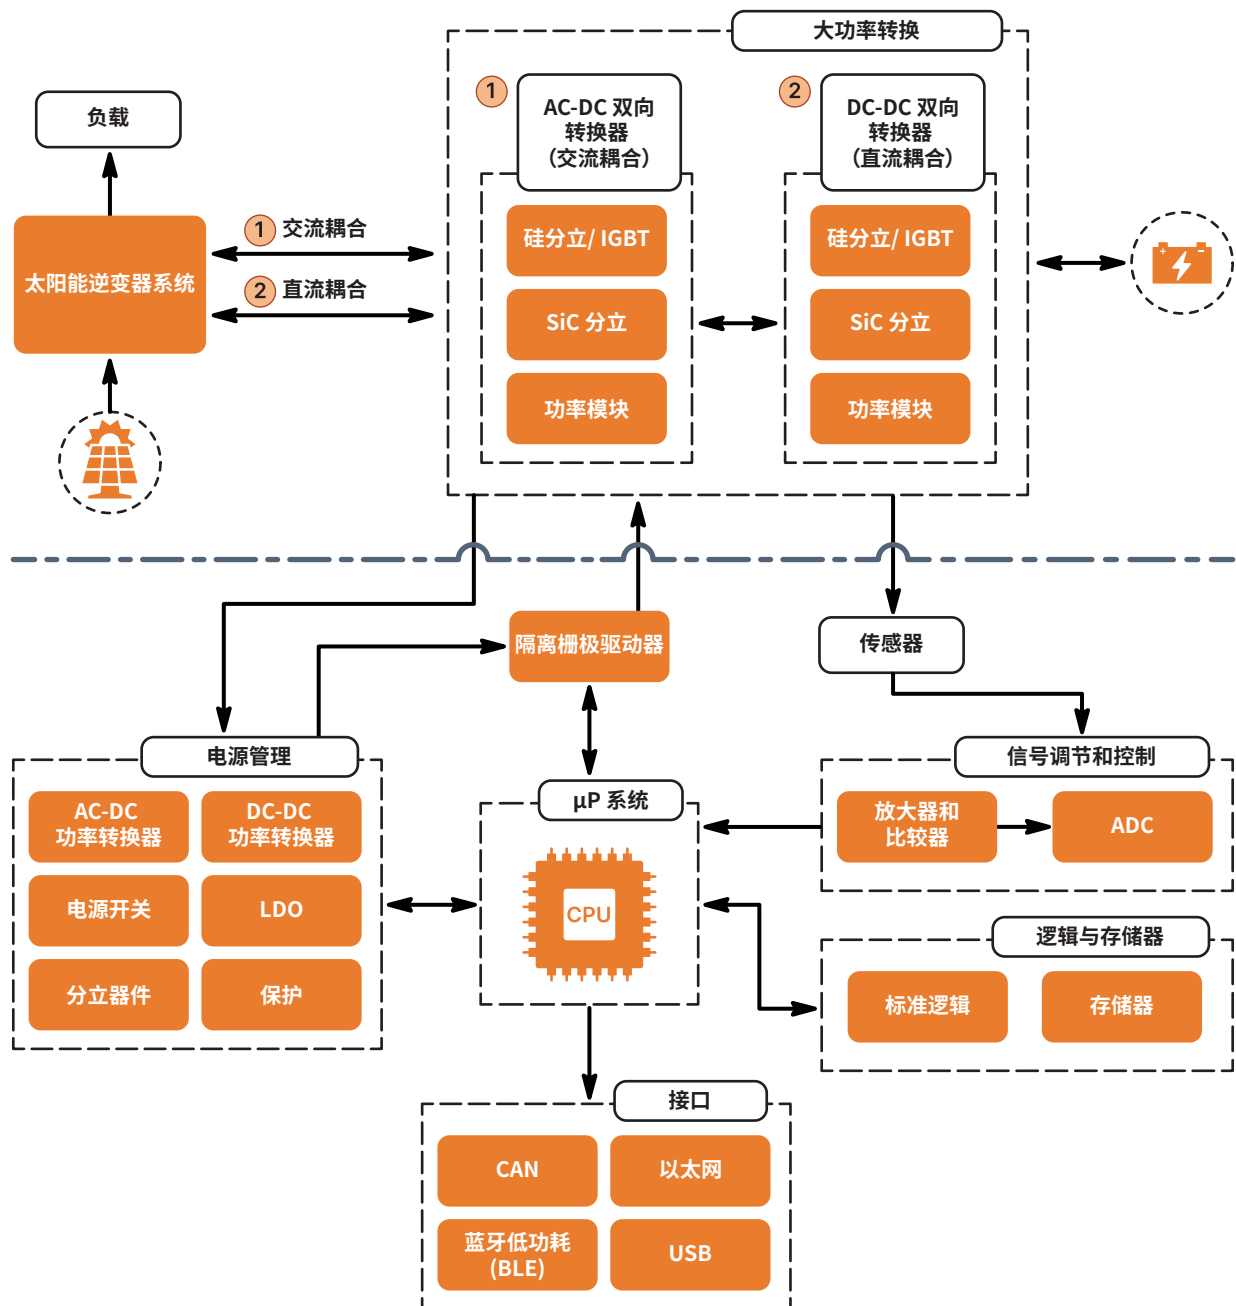 大功率转换
负载
1
AC-DC 双向
转换器
（交流耦合）
2
DC-DC 双向
转换器
（直流耦合）
太阳能逆变器系统
1 交流耦合
2 直流耦合
硅分立/ IGBT
SiC 分立
功率模块
硅分立/ IGBT
SiC 分立
功率模块
+ -
隔离栅极驱动器
传感器
电源管理
AC-DC
功率转换器
DC-DC
功率转换器
电源开关
LDO
分立器件
保护
µP 系统
CPU
信号调节和控制
放大器和
比较器
ADC
逻辑与存储器
标准逻辑
存储器
接口
CAN
以太网
蓝牙低功耗
(BLE)
USB